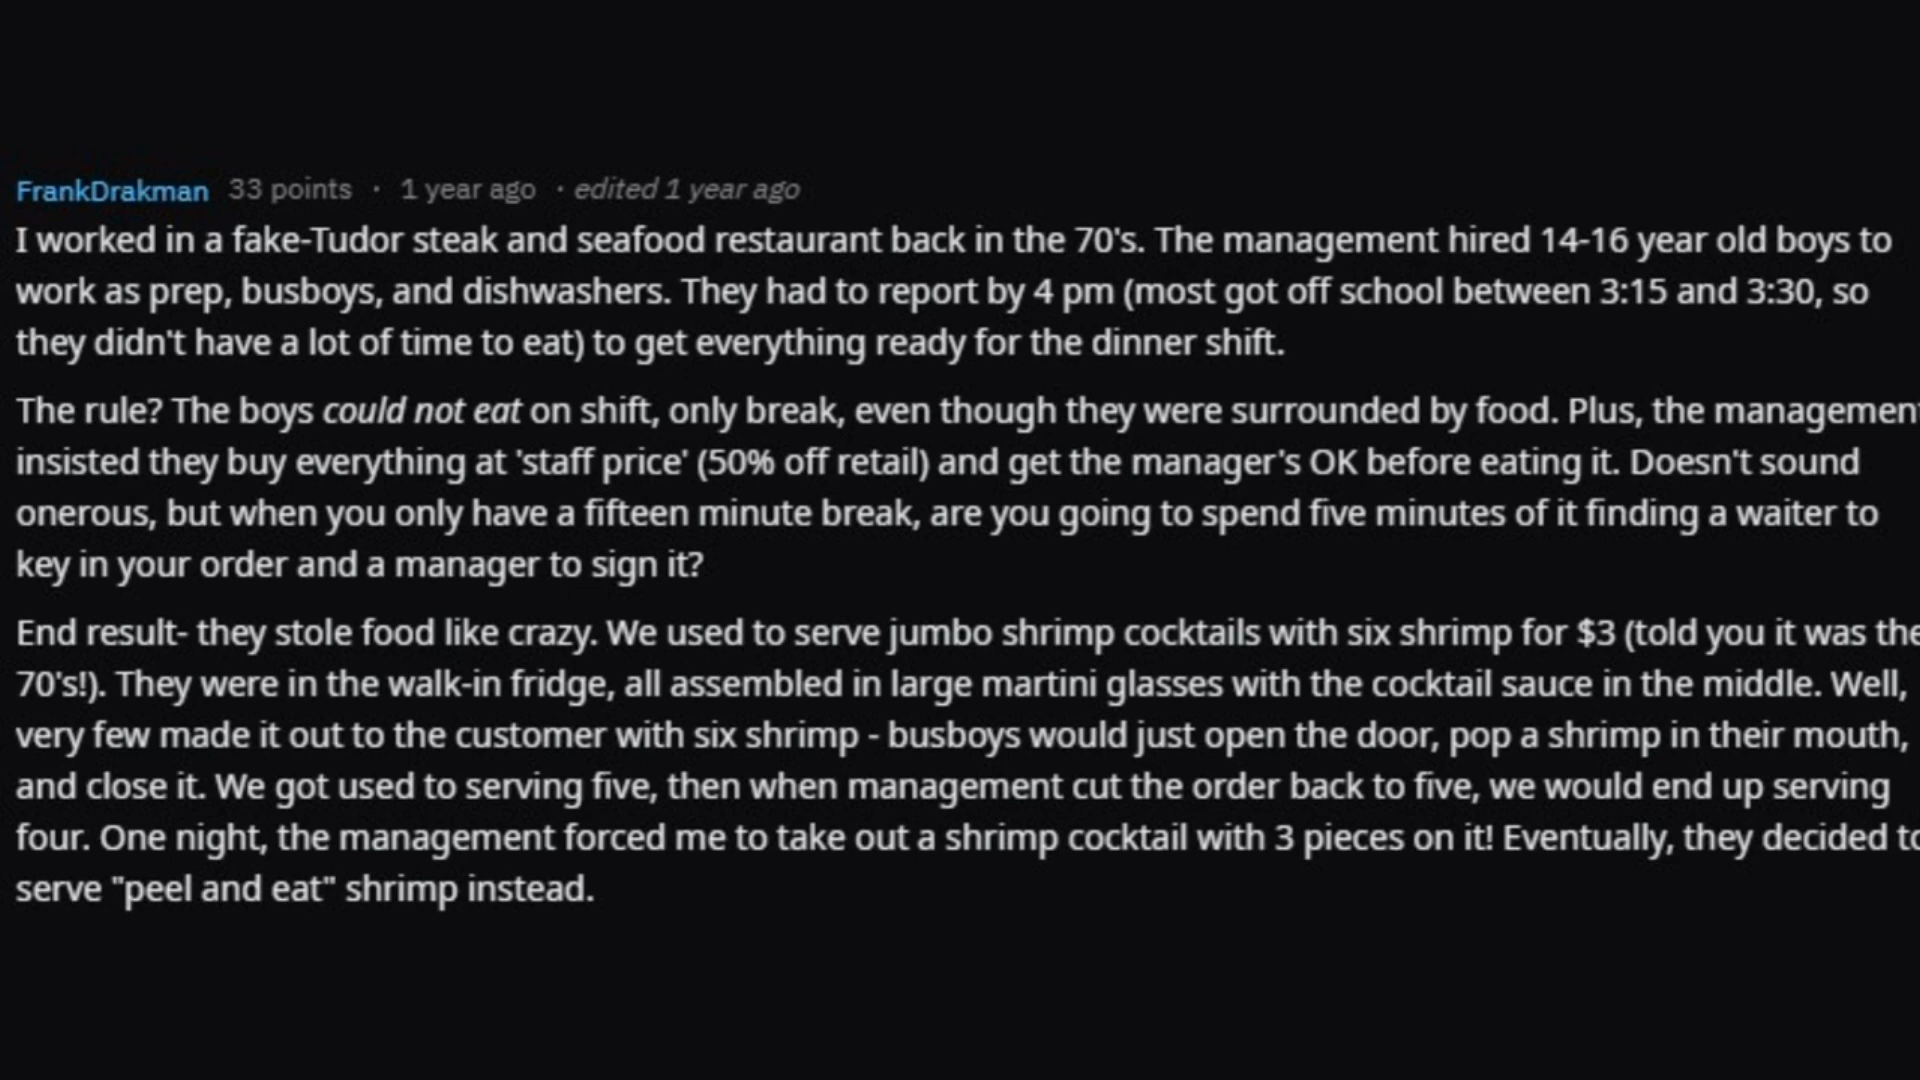 FrankDrakman 33 points · 1 year ago · edited 1 year ago
I worked in a fake-Tudor steak and seafood restaurant back in the 70's. The management hired 14-16 year old boys to
work as prep, busboys, and dishwashers. They had to report by 4 pm (most got off school between 3:15 and 3:30, so
they didn't have a lot of time to eat) to get everything ready for the dinner shift.
The rule? The boys could not eat on shift, only break, even though they were surrounded by food. Plus, the management
insisted they buy everything at 'staff price' (50% off retail) and get the manager's OK before eating it. Doesn't sound
onerous, but when you only have a fifteen minute break, are you going to spend five minutes of it finding a waiter to
key in your order and a manager to sign it?
End result- they stole food like crazy. We used to serve jumbo shrimp cocktails with six shrimp for $3 (told you it was the
70's!). They were in the walk-in fridge, all assembled in large martini glasses with the cocktail sauce in the middle. Well,
very few made it out to the customer with six shrimp - busboys would just open the door, pop a shrimp in their mouth,
and close it. We got used to serving five, then when management cut the order back to five, we would end up serving
four. One night, the management forced me to take out a shrimp cocktail with 3 pieces on it! Eventually, they decided to
serve "peel and eat" shrimp instead.